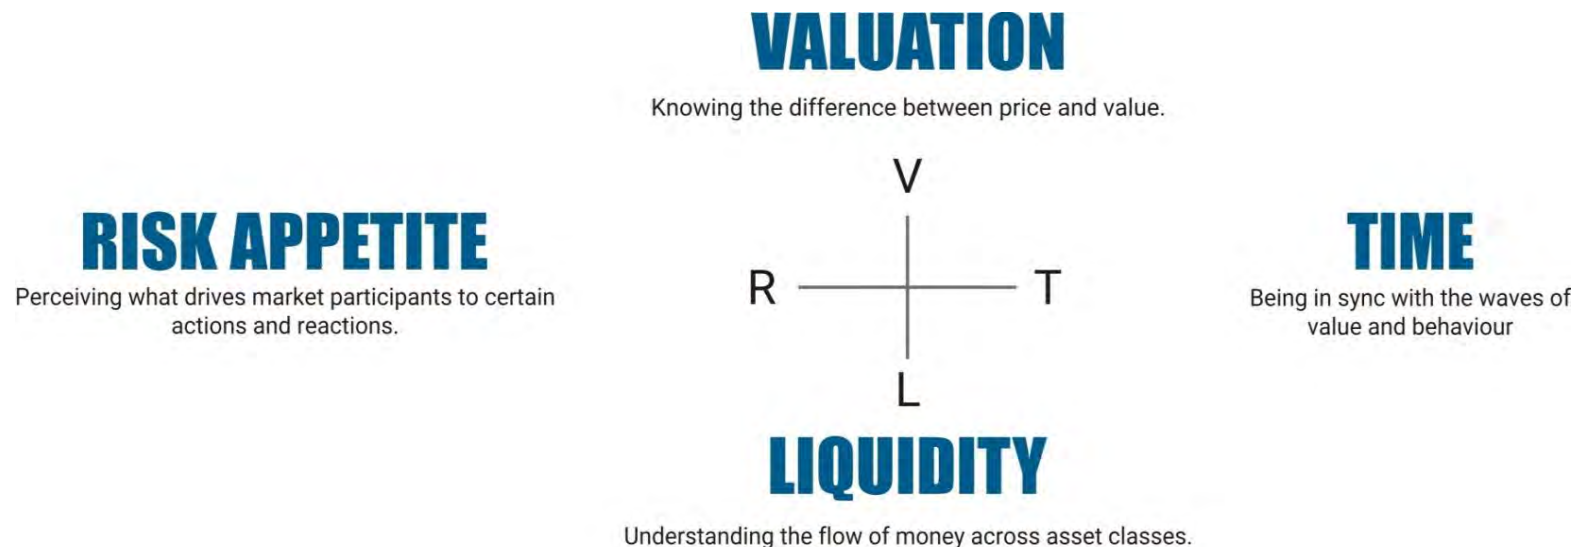 VALUATION
Knowing the difference between price and value.
V
RISK APPETITE
Perceiving what drives market participants to certain
actions and reactions.
R
T
TIME
Being in sync with the waves of
value and behaviour
L
LIQUIDITY
Understanding the flow of money across asset classes.